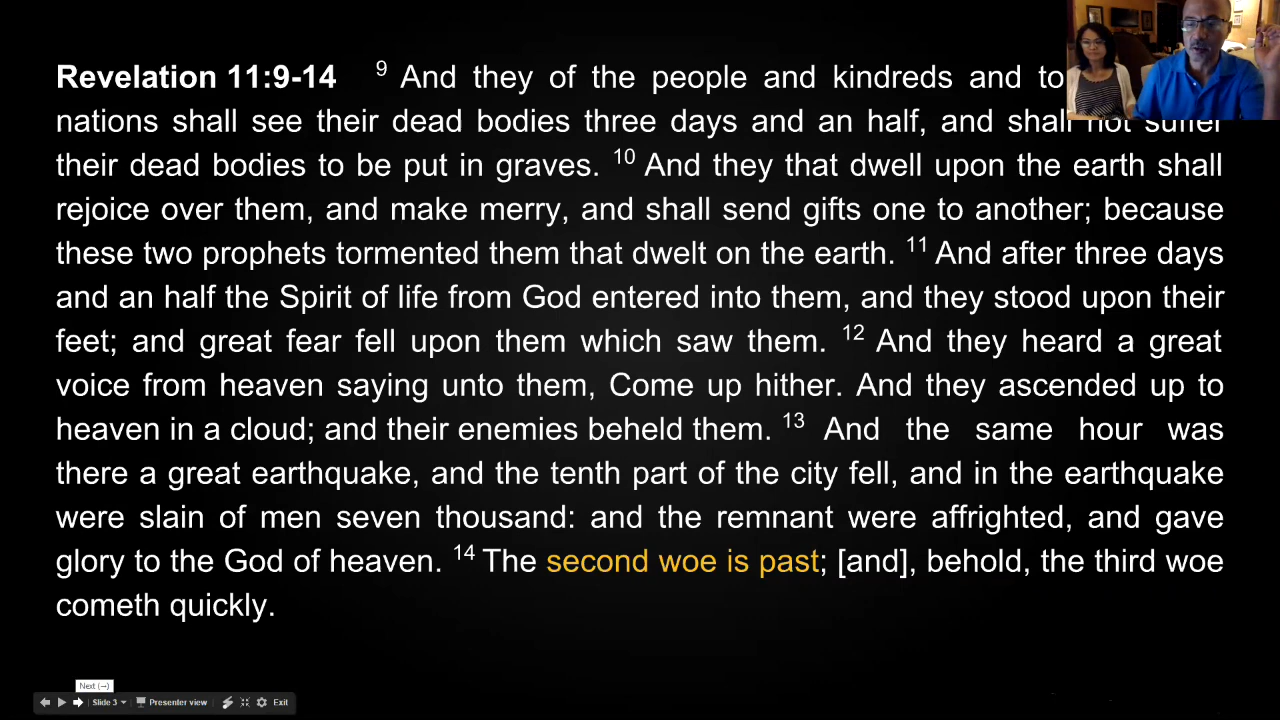 Revelation 11:9-14 9 And they of the people and kindreds and to
nations shall see their dead bodies three days and an half, and shall not suffer
their dead bodies to be put in graves. 10 And they that dwell upon the earth shall
rejoice over them, and make merry, and shall send gifts one to another; because
these two prophets tormented them that dwelt on the earth. 11 And after three days
and an half the Spirit of life from God entered into them, and they stood upon their
feet; and great fear fell upon them which saw them. 12 And they heard a great
voice from heaven saying unto them, Come up hither. And they ascended up to
heaven in a cloud; and their enemies beheld them. 13 And the same hour was
there a great earthquake, and the tenth part of the city fell, and in the earthquake
were slain of men seven thousand: and the remnant were affrighted, and gave
glory to the God of heaven. 14 The second woe is past; [and], behold, the third woe
cometh quickly.
Next (→)
Slide 3 Presenter view Exit